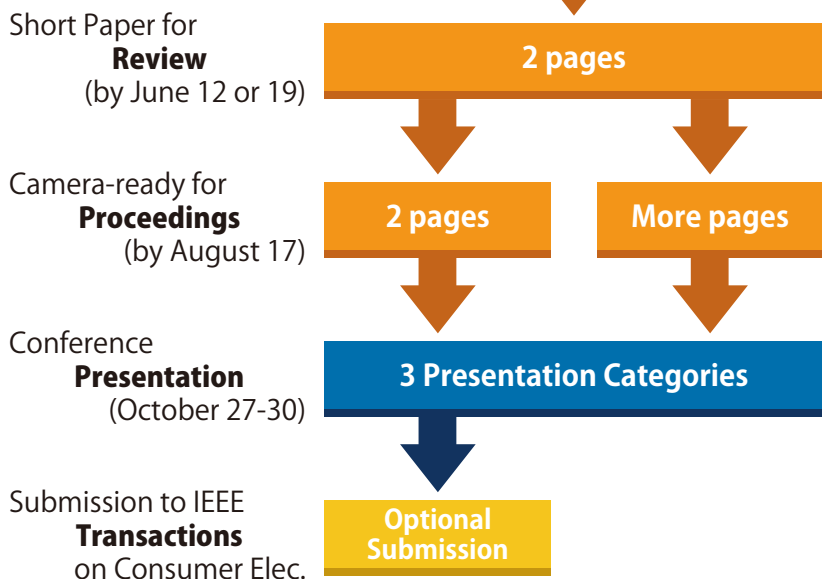 Short Paper for
Review
(by June 12 or 19)
2 pages
Camera-ready for
Proceedings
(by August 17)
2 pages
More pages
Conference
Presentation
(October 27-30)
3 Presentation Categories
Submission to IEEE
Transactions
on Consumer Elec.
Optional
Submission